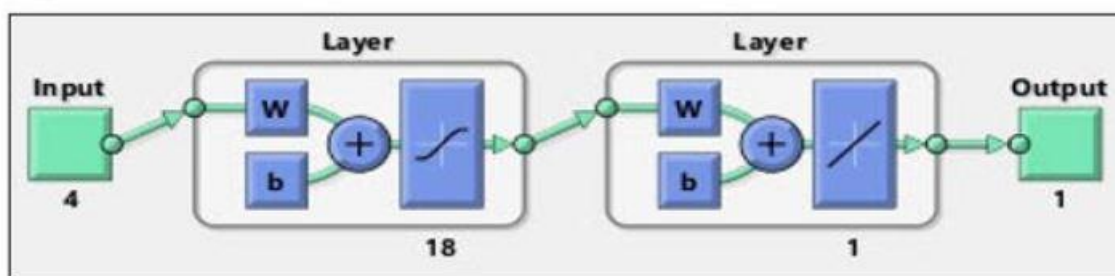 Layer Layer
Input Output
W W
+ +
b b
4 1
18 1